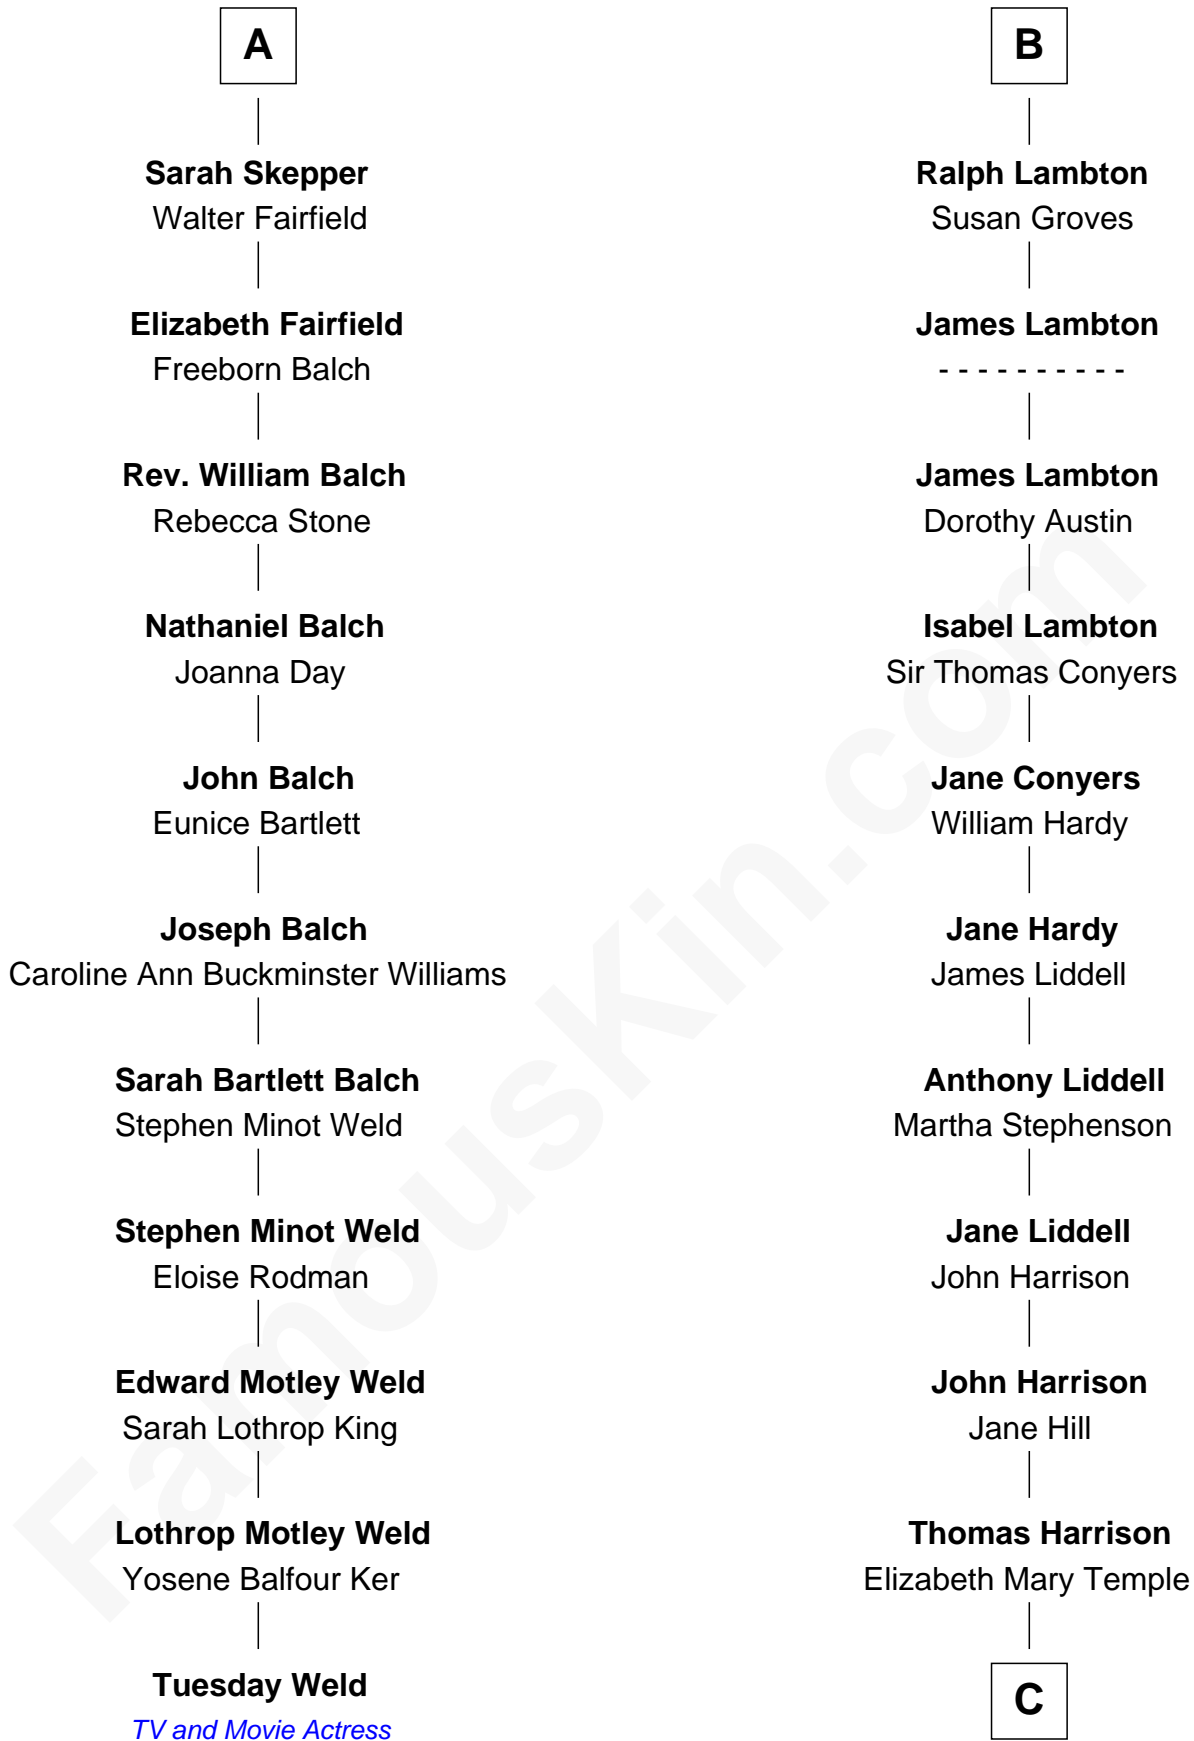 A
Sarah Skepper
Walter Fairfield
Elizabeth Fairfield
Freeborn Balch
Rev. William Balch
Rebecca Stone
Nathaniel Balch
Joanna Day
John Balch
Eunice Bartlett
Joseph Balch
Caroline Ann Buckminster Williams
Sarah Bartlett Balch
Stephen Minot Weld
Stephen Minot Weld
Eloise Rodman
Edward Motley Weld
Sarah Lothrop King
Lothrop Motley Weld
Yosene Balfour Ker
Tuesday Weld
TV and Movie Actress
B
Ralph Lambton
Susan Groves
James Lambton
- - - - - - - - - -
James Lambton
Dorothy Austin
Isabel Lambton
Sir Thomas Conyers
Jane Conyers
William Hardy
Jane Hardy
James Liddell
Anthony Liddell
Martha Stephenson
Jane Liddell
John Harrison
John Harrison
Jane Hill
Thomas Harrison
Elizabeth Mary Temple
C
FamousKin.com